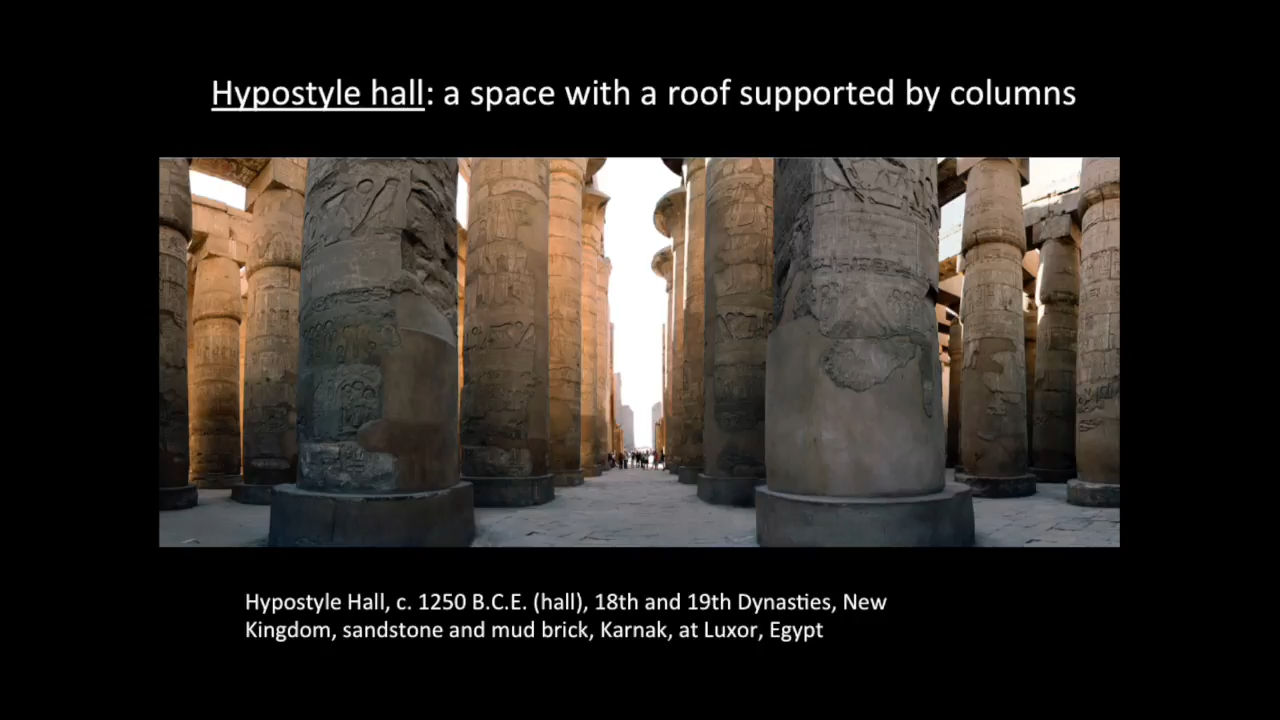 Hypostyle hall: a space with a roof supported by columns
Hypostyle Hall, c. 1250 B.C.E. (hall), 18th and 19th Dynasties, New
Kingdom, sandstone and mud brick, Karnak, at Luxor, Egypt